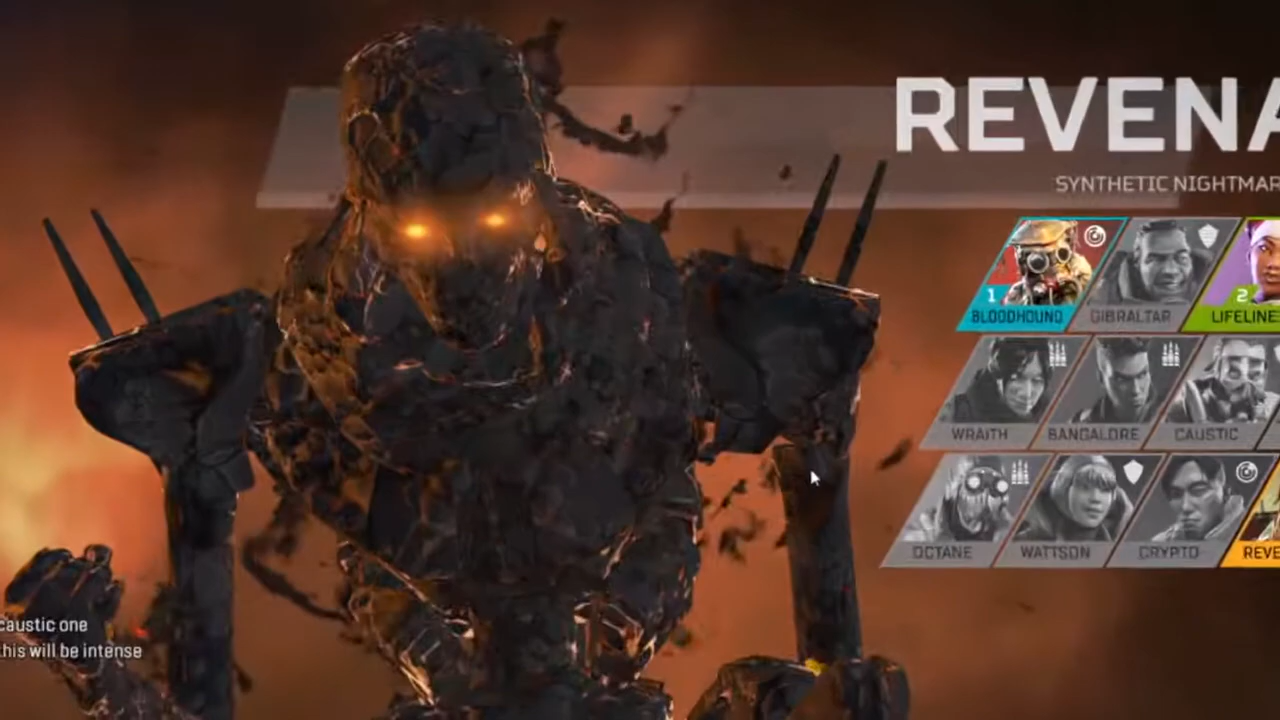 REVENA
SYNTHETIC NIGHTMAR
1
BLOODHOUND
GIBRALTAR
2
LIFELINE
WRAITH
BANGALORE
CAUSTIC
OCTANE
WATTSON
CRYPTO
REVE
caustic one
this will be intense